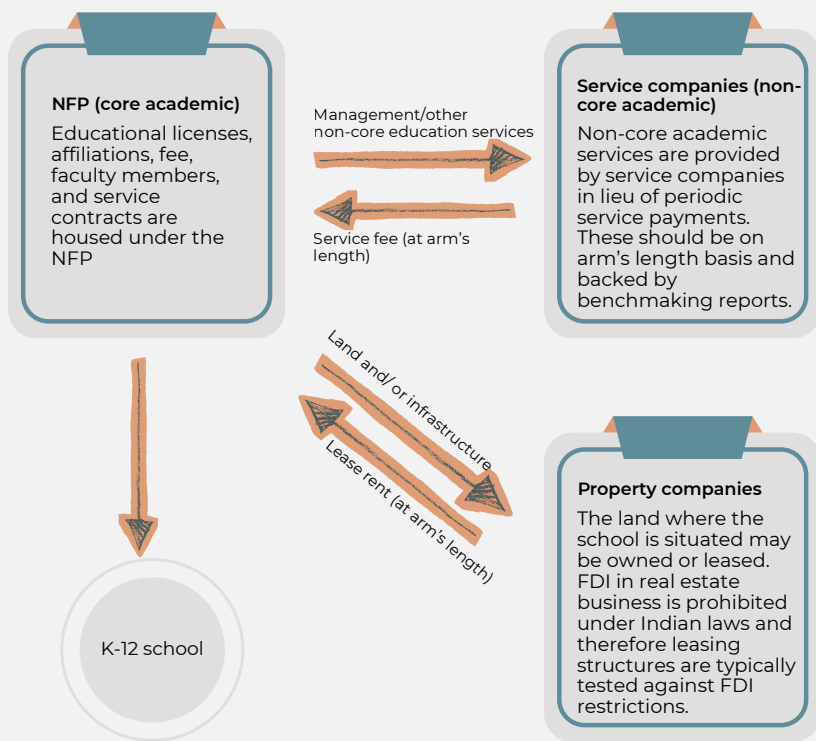 NFP (core academic)
Educational licenses,
affiliations, fee,
faculty members,
and service
contracts are
housed under the
NFP
Management/other
non-core education services
Service fee (at arm's
length)
Service companies (non-
core academic)
Non-core academic
services are provided
by service companies
in lieu of periodic
service payments.
These should be on
arm's length basis and
backed by
benchmaking reports.
Land and/ or infrastructure
Lease rent (at arm's length)
K-12 school
Property companies
The land where the
school is situated may
be owned or leased.
FDI in real estate
business is prohibited
under Indian laws and
therefore leasing
structures are typically
tested against FDI
restrictions.